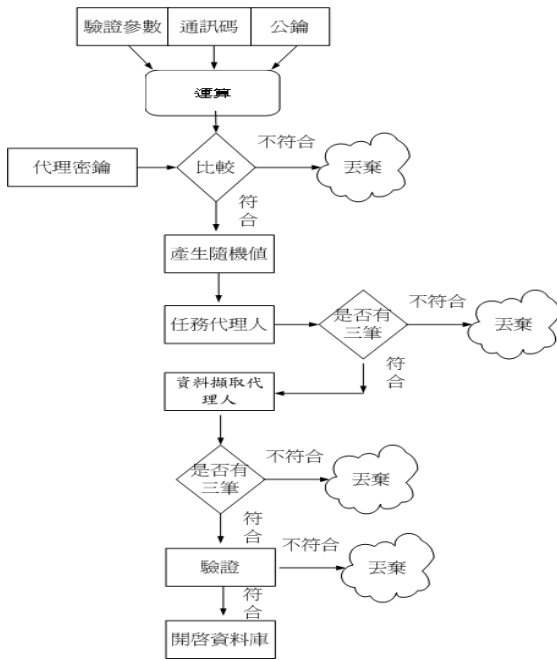 驗證參數 通訊碼 公鑰
運算
不符合
代理密鑰 比較 丟棄
符
合
產生隨機值
不符合
任務代理人 是否有
三筆 丟棄
符
合
資料擷取代
理人
不符合
是否有
三筆 丟棄
符
合
不符合
驗證 丟棄
符
合
開啓資料庫